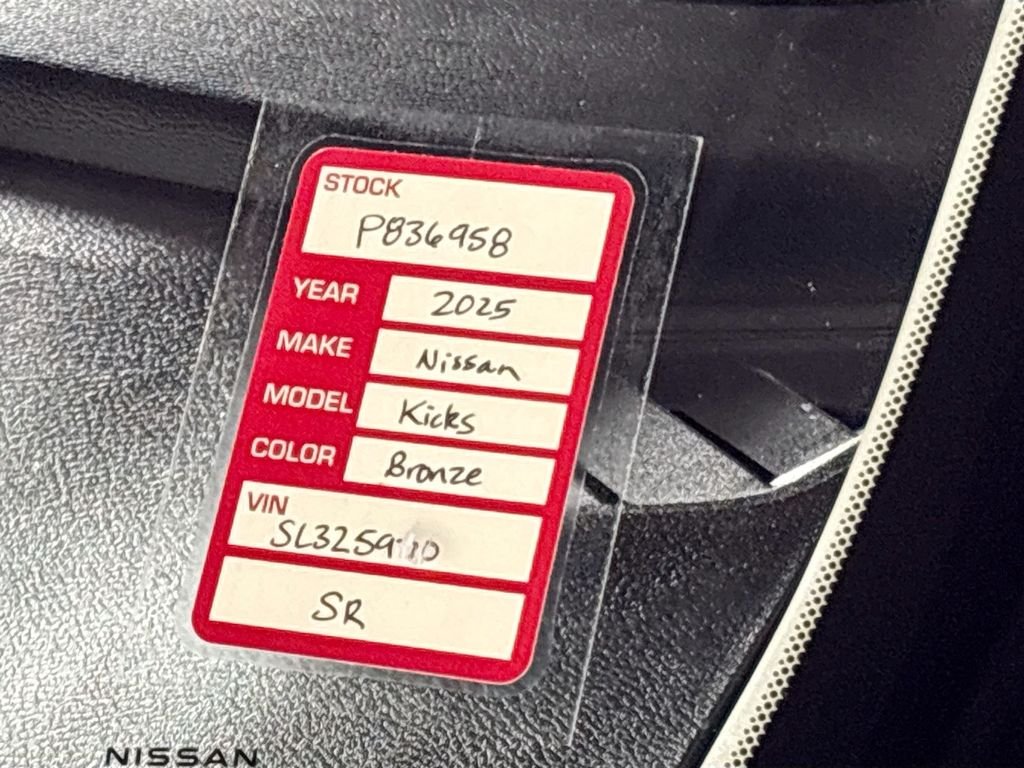 STOCK
P836958
YEAR 2025
MAKE Nissan
MODEL Kicks
COLOR Bronze
VIN
SR
NISSAN